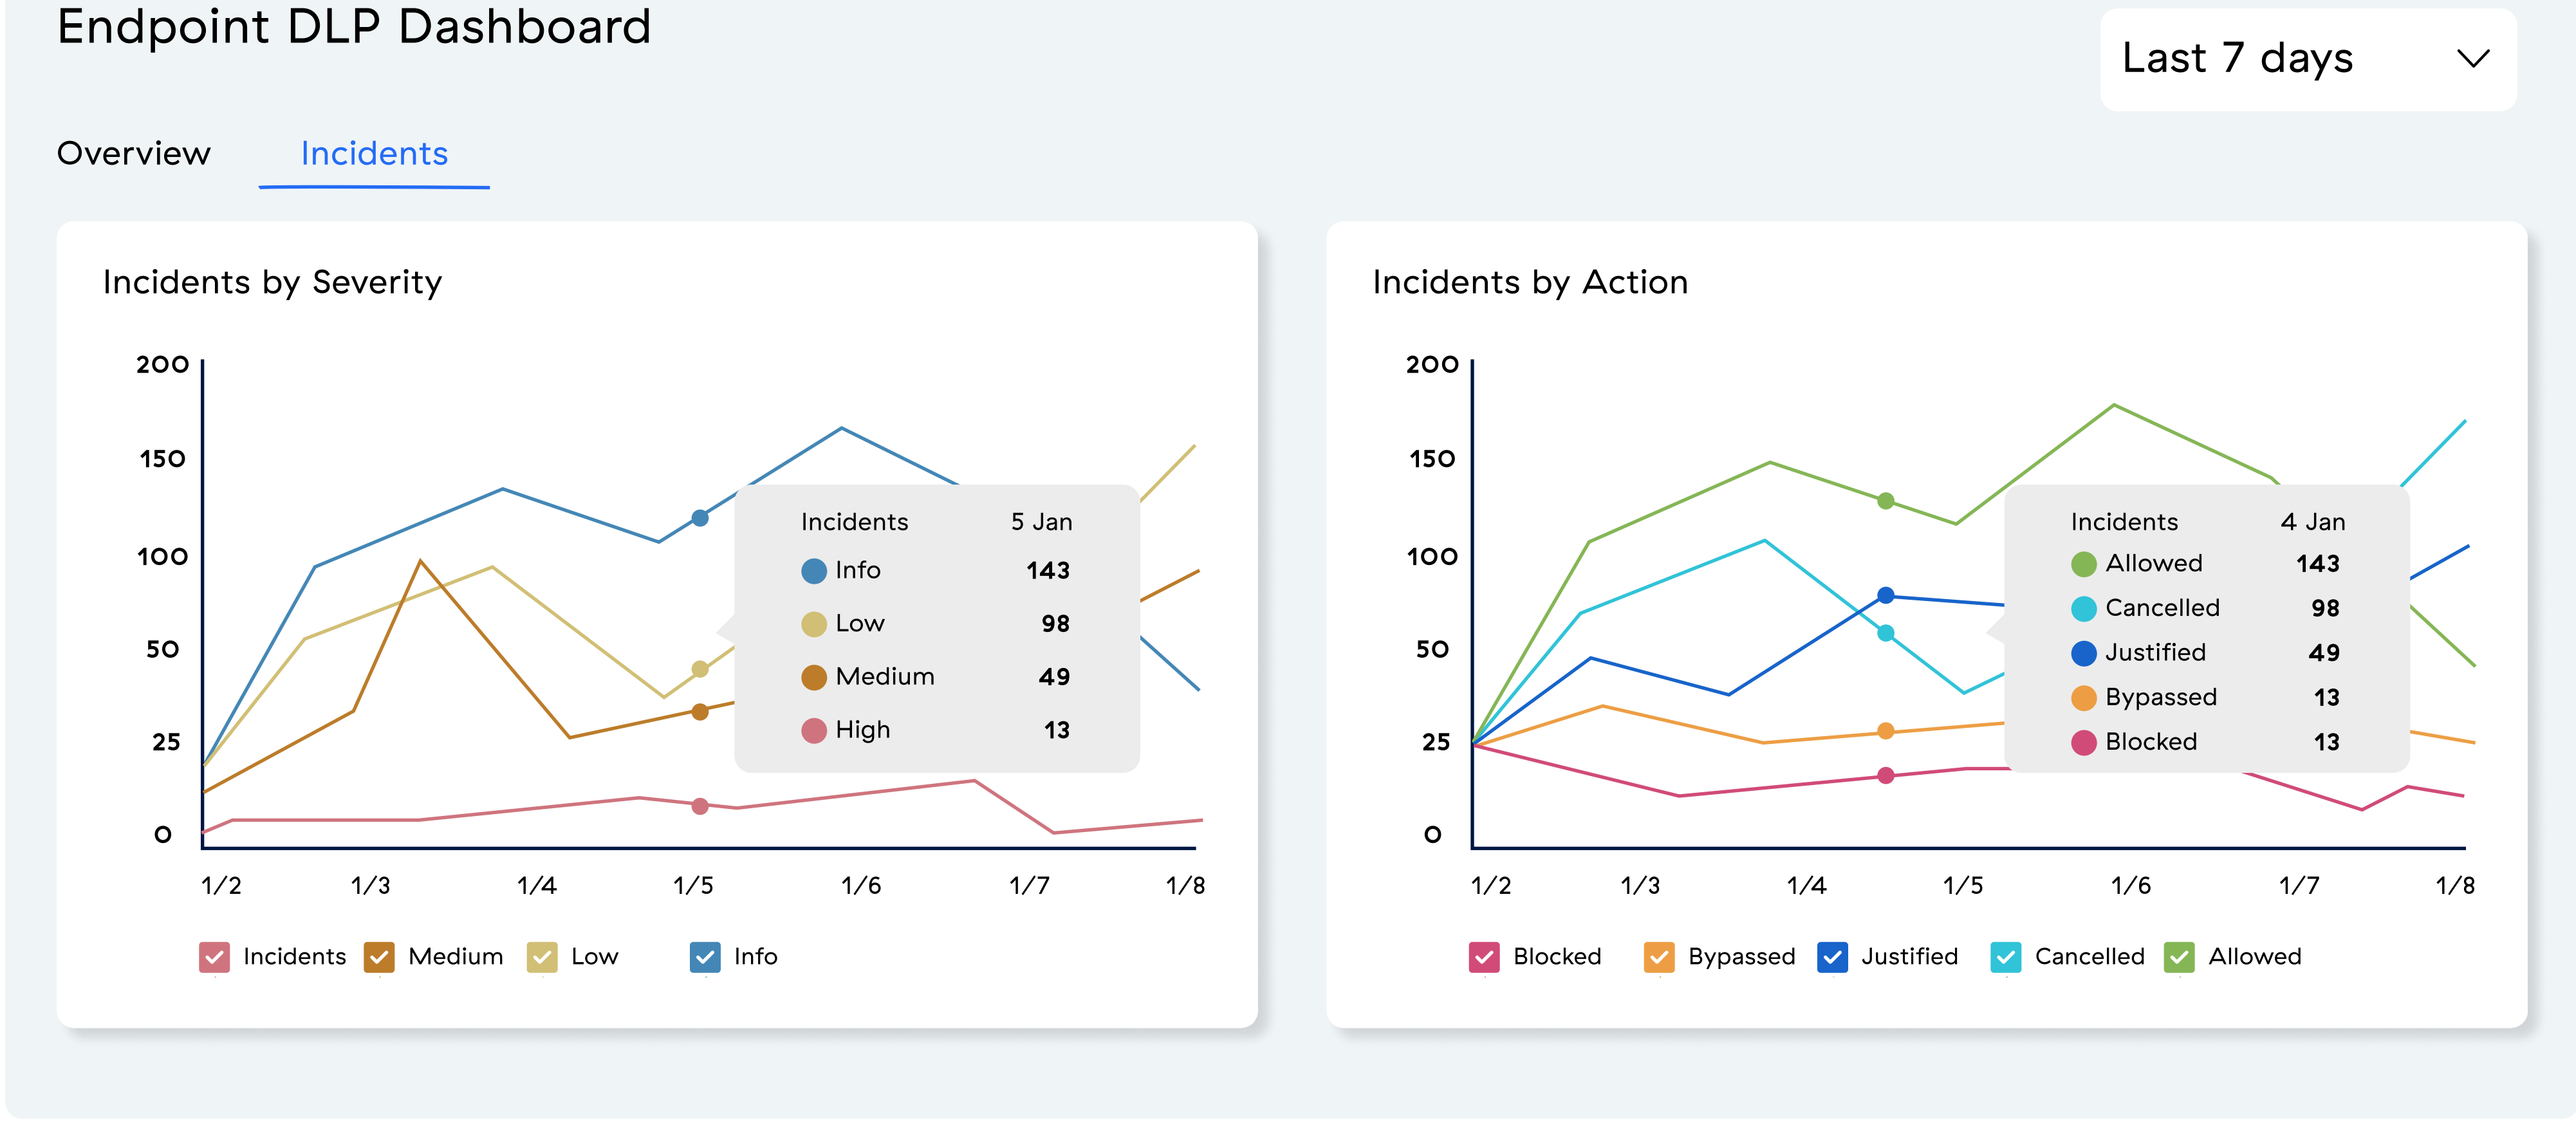 Endpoint DLP Dashboard
Last 7 days
Overview
Incidents
Incidents by Severity
200
150
100
50
25
0
1/2 1/3 1/4 1/5 1/6 1/7 1/8
Incidents 5 Jan
Info 143
Low 98
Medium 49
High 13
Incidents Medium Low Info
Incidents by Action
200
150
100
50
25
0
1/2 1/3 1/4 1/5 1/6 1/7 1/8
Incidents 4 Jan
Allowed 143
Cancelled 98
Justified 49
Bypassed 13
Blocked 13
Blocked Bypassed Justified Cancelled Allowed